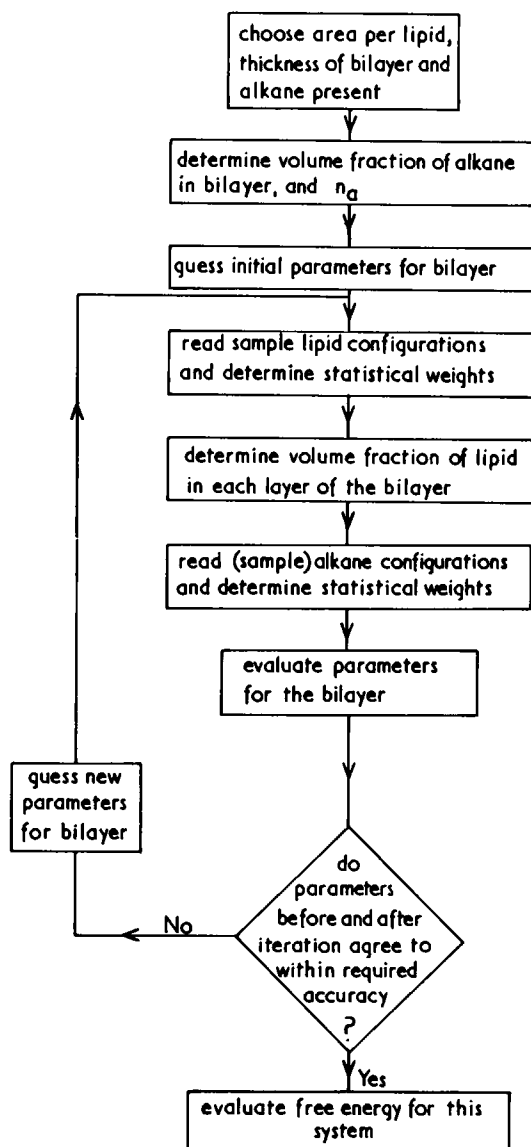 choose area per lipid,
thickness of bilayer and
alkane present
determine volume fraction of alkane
in bilayer, and na
guess initial parameters for bilayer
read sample lipid configurations
and determine statistical weights
determine volume fraction of lipid
in each layer of the bilayer
read (sample) alkane configurations
and determine statistical weights
evaluate parameters
for the bilayer
guess new
parameters
for bilayer
do
parameters
before and after
iteration agree to
within required
accuracy
?
No
Yes
evaluate free energy for this
system